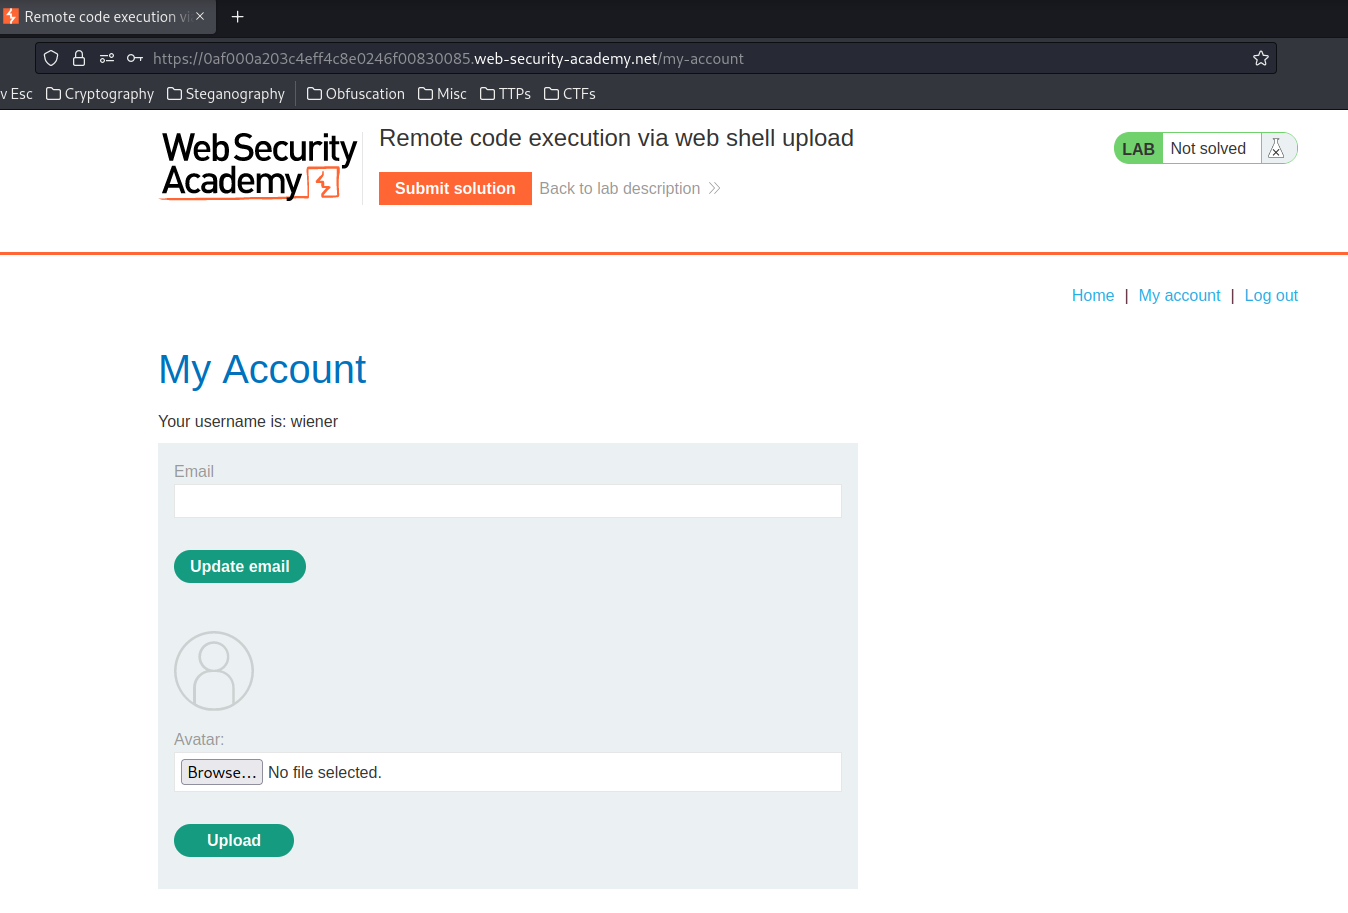 Remote code execution vi
https://0af000a203c4eff4c8e0246f00830085.web-security-academy.net/my-account
v Esc Cryptography Steganography Obfuscation Misc TTPs CTFs
Web Security
Academy
Remote code execution via web shell upload
Submit solution Back to lab description
LAB Not solved
Home | My account | Log out
My Account
Your username is: wiener
Email
Update email
Avatar:
Browse... No file selected.
Upload